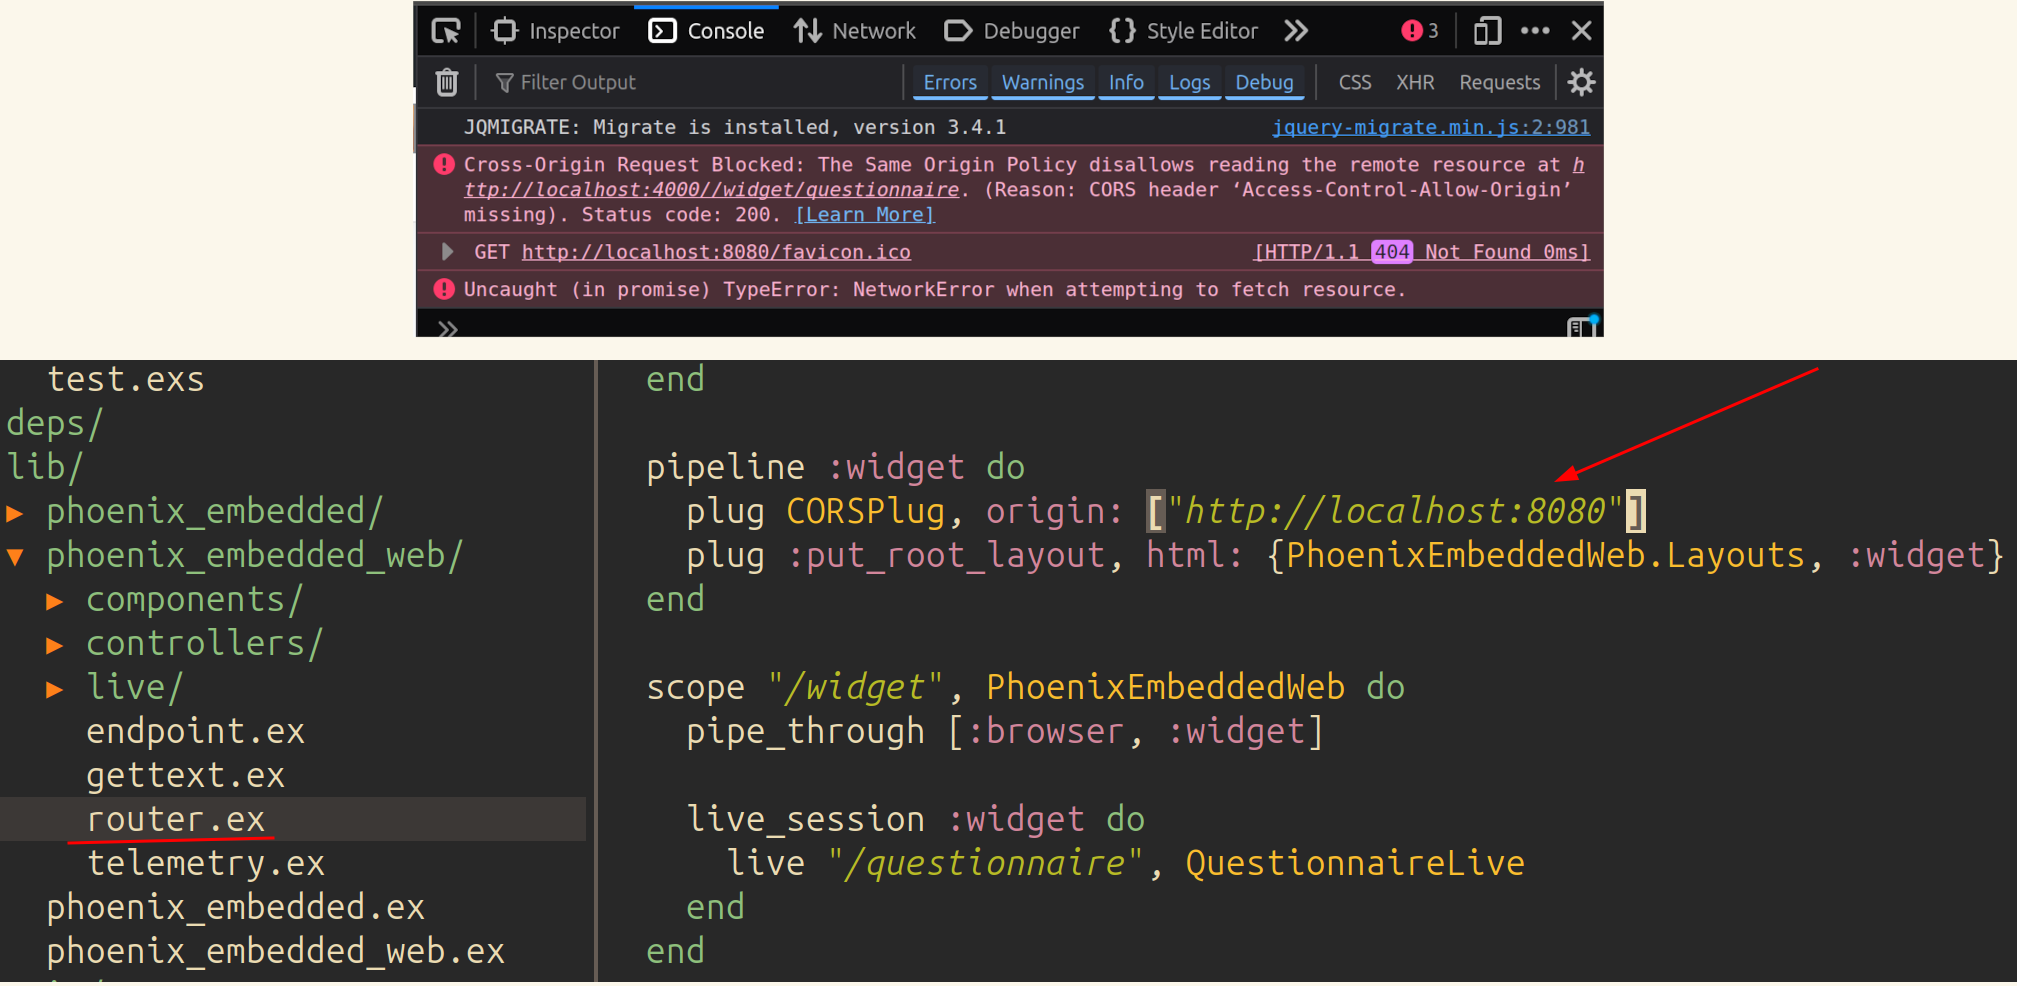 Inspector Console Network Debugger {} Style Editor 3
Filter Output Errors Warnings Info Logs Debug CSS XHR Requests
JQMIGRATE: Migrate is installed, version 3.4.1 jquery-migrate.min.js:2:981
Cross-Origin Request Blocked: The Same Origin Policy disallows reading the remote resource at h
ttp://localhost:4000//widget/questionnaire. (Reason: CORS header ‘Access-Control-Allow-Origin’
missing). Status code: 200. [Learn More]
GET http://localhost:8080/favicon.ico [HTTP/1.1 404 Not Found 0ms]
Uncaught (in promise) TypeError: NetworkError when attempting to fetch resource.
test.exs
deps/
lib/
phoenix_embedded/
phoenix_embedded_web/
components/
controllers/
live/
endpoint.ex
gettext.ex
router.ex
telemetry.ex
phoenix_embedded.ex
phoenix_embedded_web.ex
end
pipeline :widget do
plug CORSPlug, origin: ["http://localhost:8080"]
plug :put_root_layout, html: {PhoenixEmbeddedWeb.Layouts, :widget}
end
scope "/widget", PhoenixEmbeddedWeb do
pipe_through [:browser, :widget]
live_session :widget do
live "/questionnaire", QuestionnaireLive
end
end